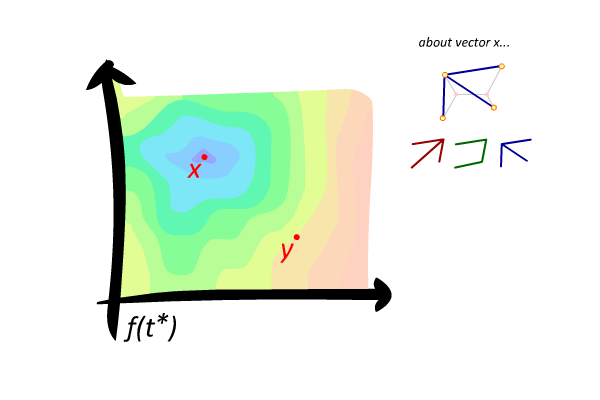 about vector x...
x
y
f(t*)